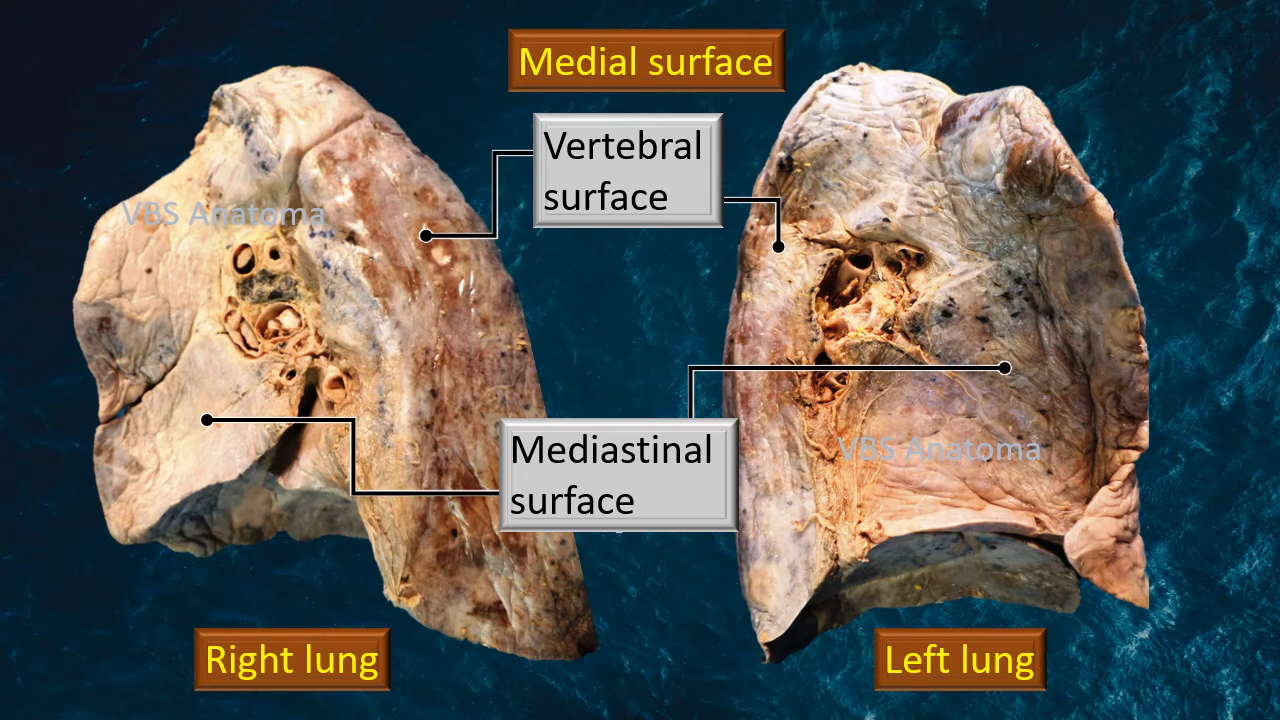 Medial surface
Vertebral
surface
VBS Anatoma
Mediastinal
surface
VBS Anatoma
Right lung
Left lung